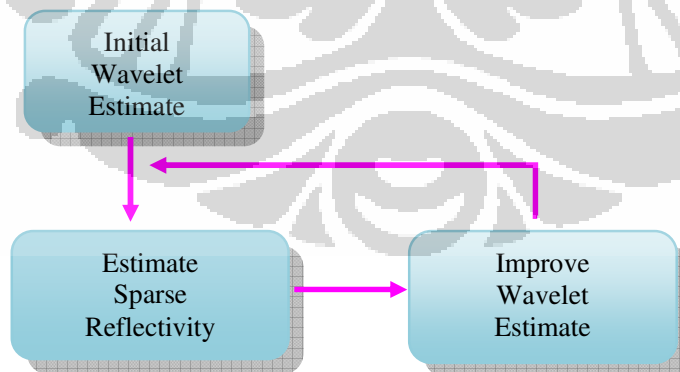 Initial
Wavelet
Estimate
Estimate
Sparse
Reflectivity
Improve
Wavelet
Estimate